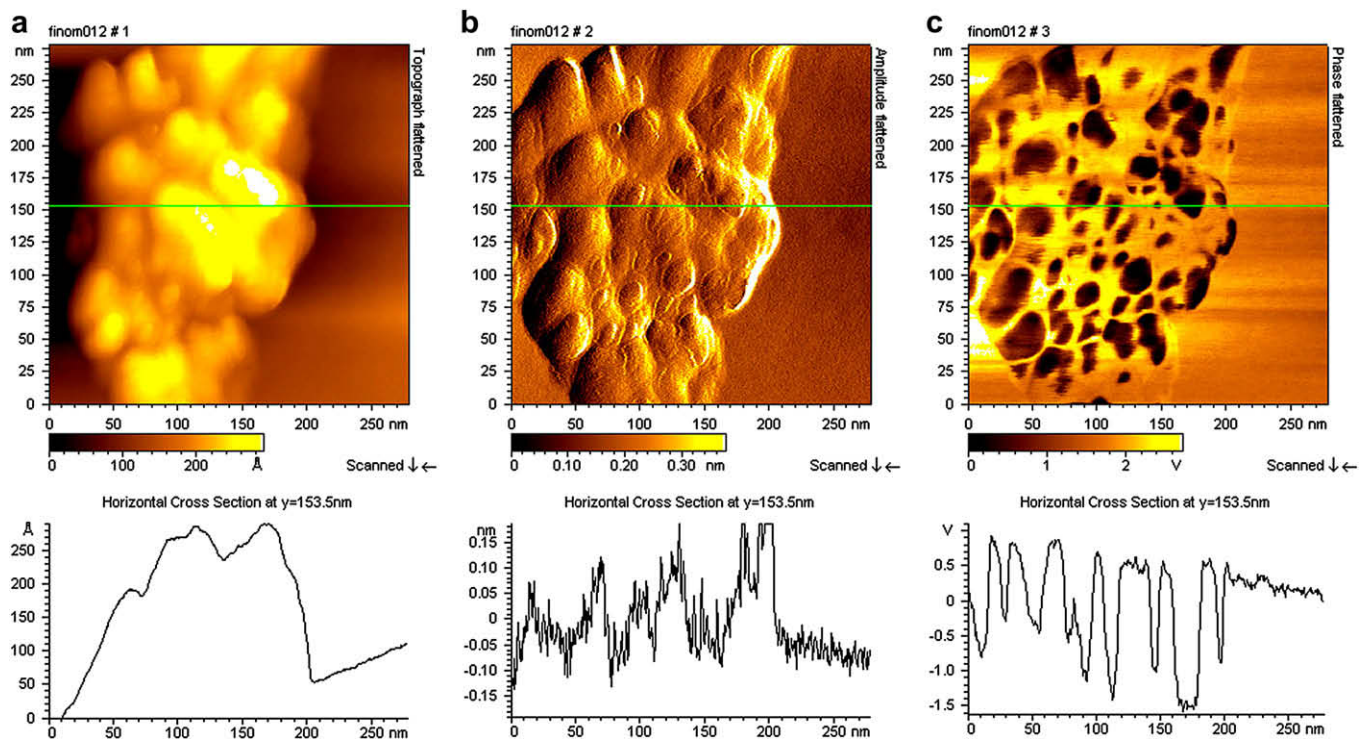 a
finom012 # 1
nm
250
225
200
175
150
125
100
75
50
25
0
0 50 100 150 200 250 nm
Topograph flattened
0 100 200 Å
Scanned ↓←
Horizontal Cross Section at y=153.5nm
Å
250
200
150
100
50
0
0 50 100 150 200 250 nm
b
finom012 # 2
nm
250
225
200
175
150
125
100
75
50
25
0
0 50 100 150 200 250 nm
Amplitude flattened
0 0.10 0.20 0.30 nm
Scanned ↓←
Horizontal Cross Section at y=153.5nm
nm
0.15
0.10
0.05
0
-0.05
-0.10
-0.15
0 50 100 150 200 250 nm
c
finom012 # 3
nm
250
225
200
175
150
125
100
75
50
25
0
0 50 100 150 200 250 nm
Phase flattened
0 1 2 V
Scanned ↓←
Horizontal Cross Section at y=153.5nm
V
0.5
0
-0.5
-1.0
-1.5
0 50 100 150 200 250 nm